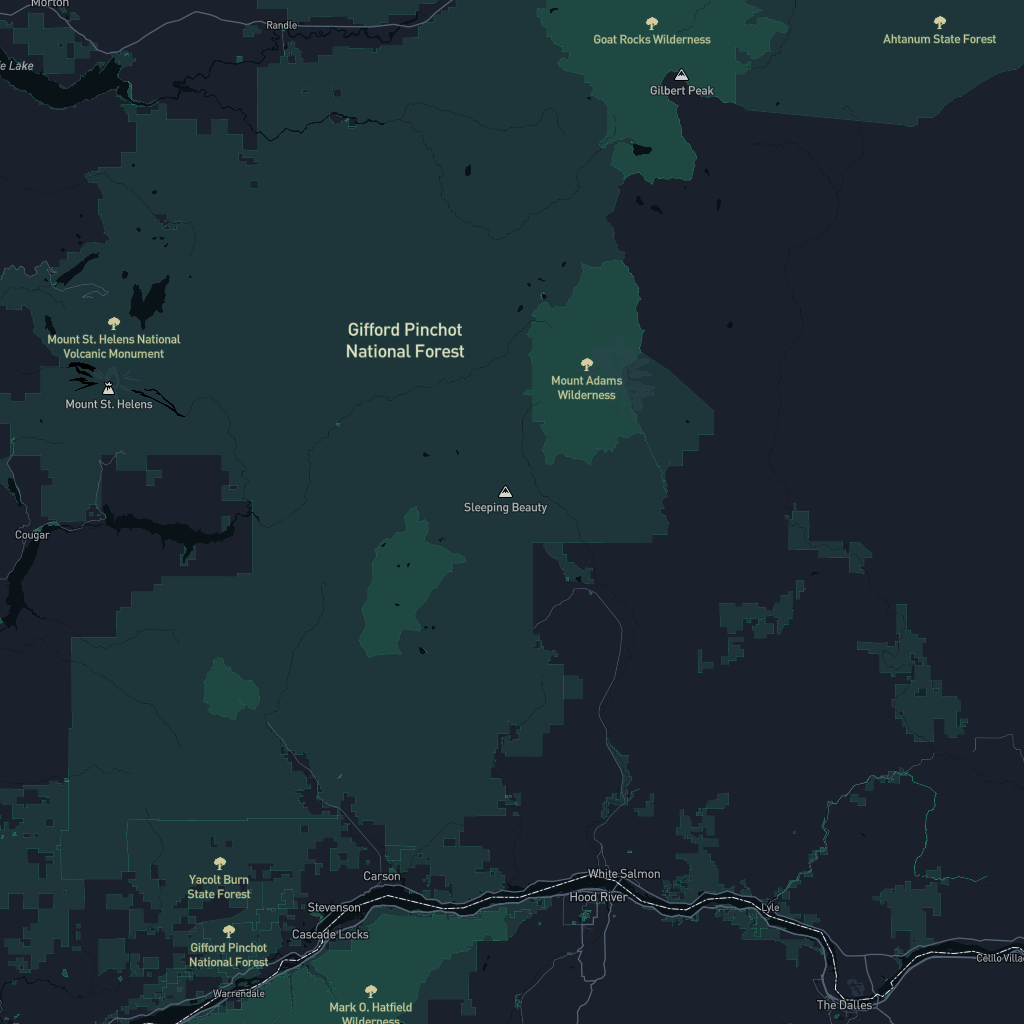 Morton
Randle
Goat Rocks Wilderness
Ahtanum State Forest
Lake
Gilbert Peak
Gifford Pinchot
National Forest
Mount St. Helens National
Volcanic Monument
Mount St. Helens
Mount Adams
Wilderness
Sleeping Beauty
Cougar
Yacolt Burn
State Forest
Carson
White Salmon
Hood River
Stevenson
Lyle
Cascade Locks
Gifford Pinchot
National Forest
Celilo Villa
Warrendale
The Dalles
Mark O. Hatfield
Wilderness